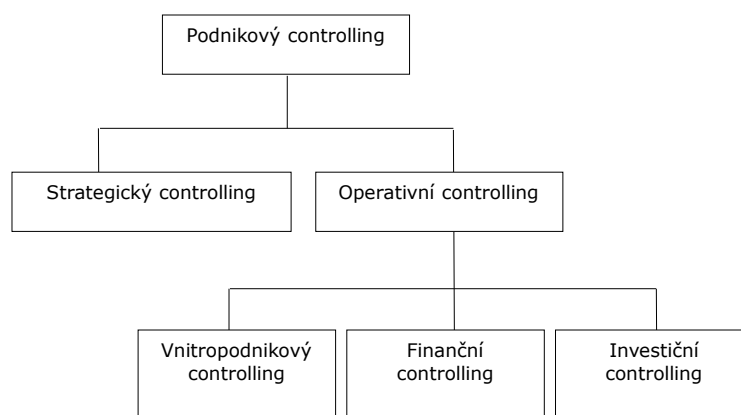 Podnikový controlling
Strategický controlling
Operativní controlling
Vnitropodnikový
controlling
Finanční
controlling
Investiční
controlling